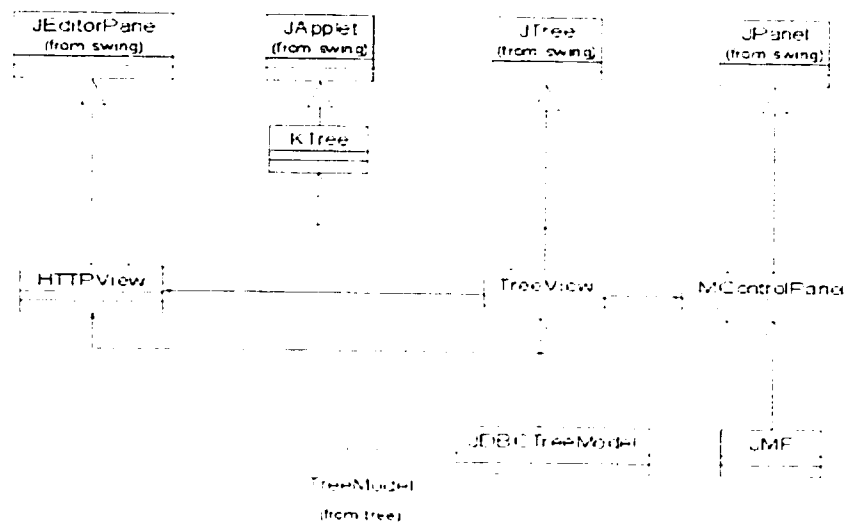 JEditorPane
(from swing)
JApplet
(from swing)
JTree
(from swing)
JPanel
(from swing)
KTree
HTTPView
TreeView
MControlPanel
JDBCTreeModel
JMF
TreeModel
(from tree)